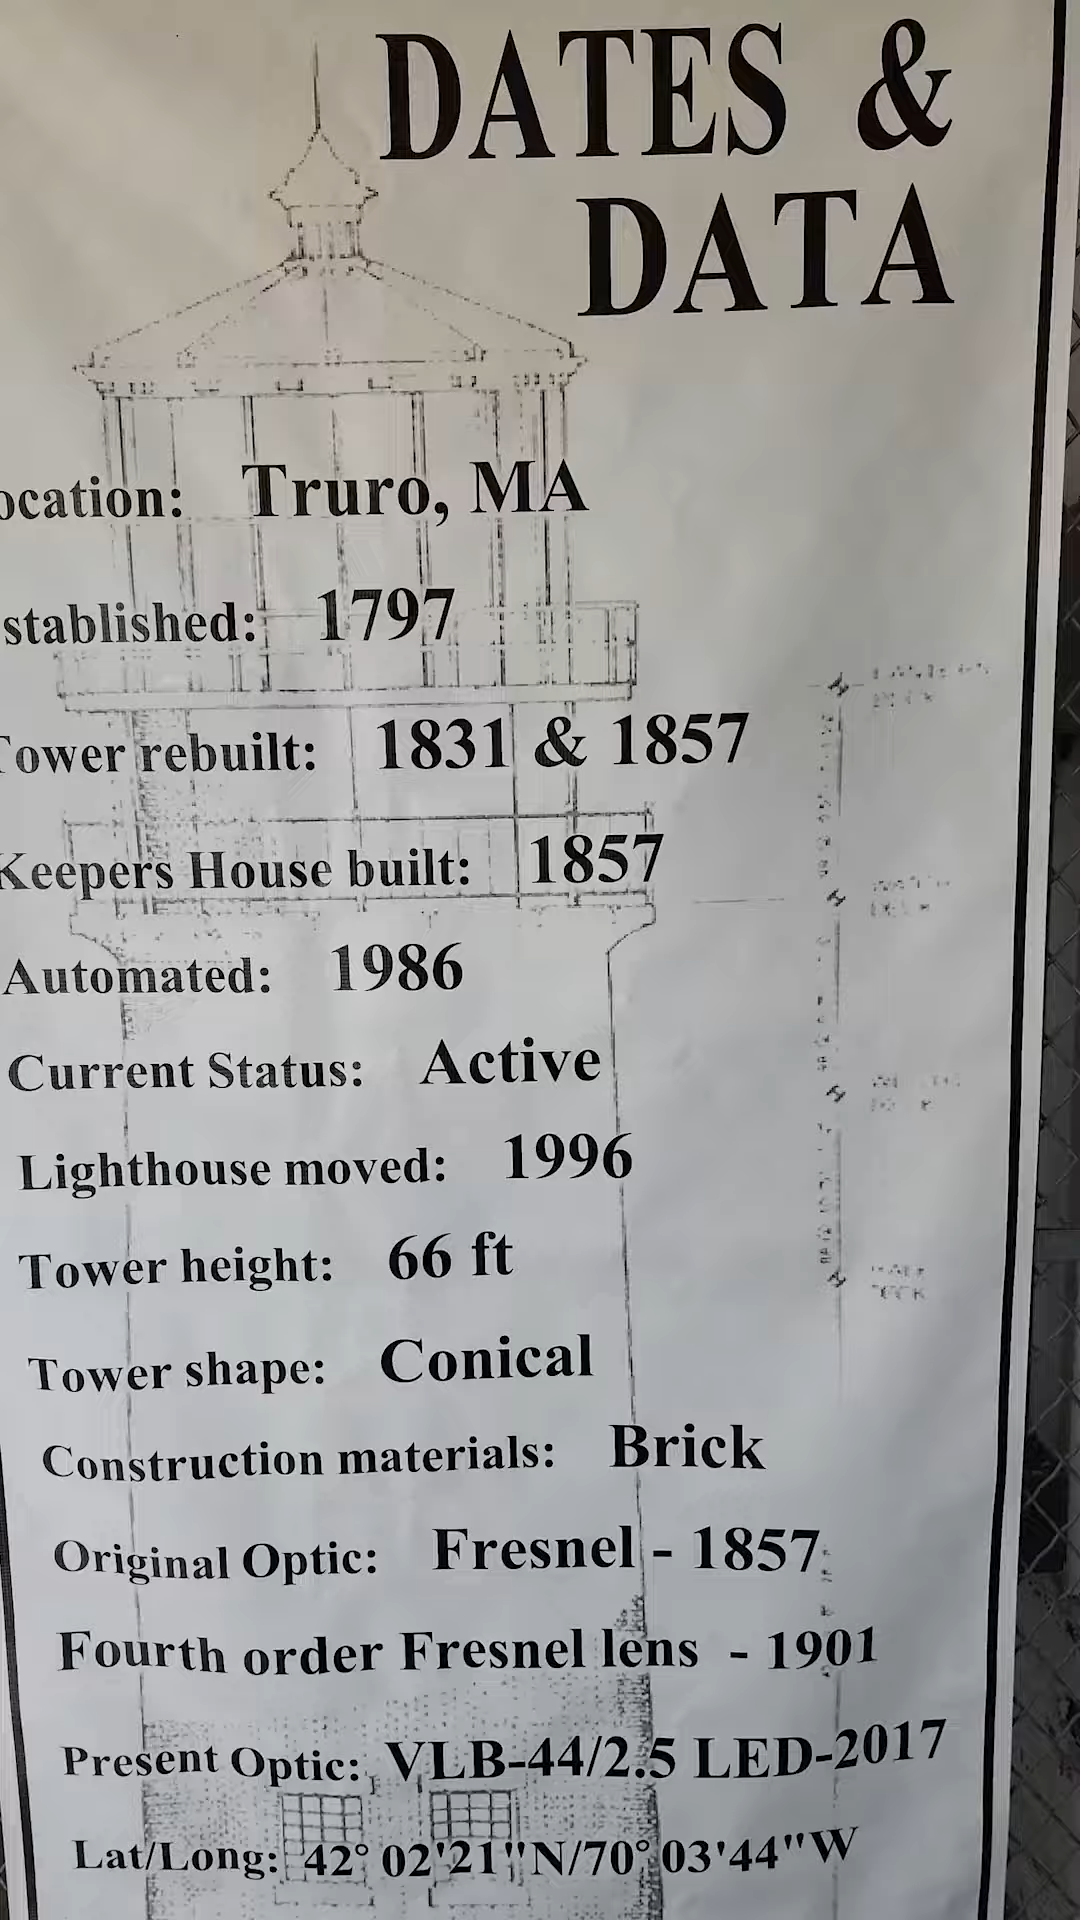 DATES &
DATA
ocation: Truro, MA
stablished: 1797
Tower rebuilt: 1831 & 1857
Keepers House built: 1857
Automated: 1986
Current Status: Active
Lighthouse moved: 1996
Tower height: 66 ft
Tower shape: Conical
Construction materials: Brick
Original Optic: Fresnel - 1857
Fourth order Fresnel lens - 1901
Present Optic: VLB-44/2.5 LED-2017
Lat/Long: 42° 02'21"N/70° 03'44"W